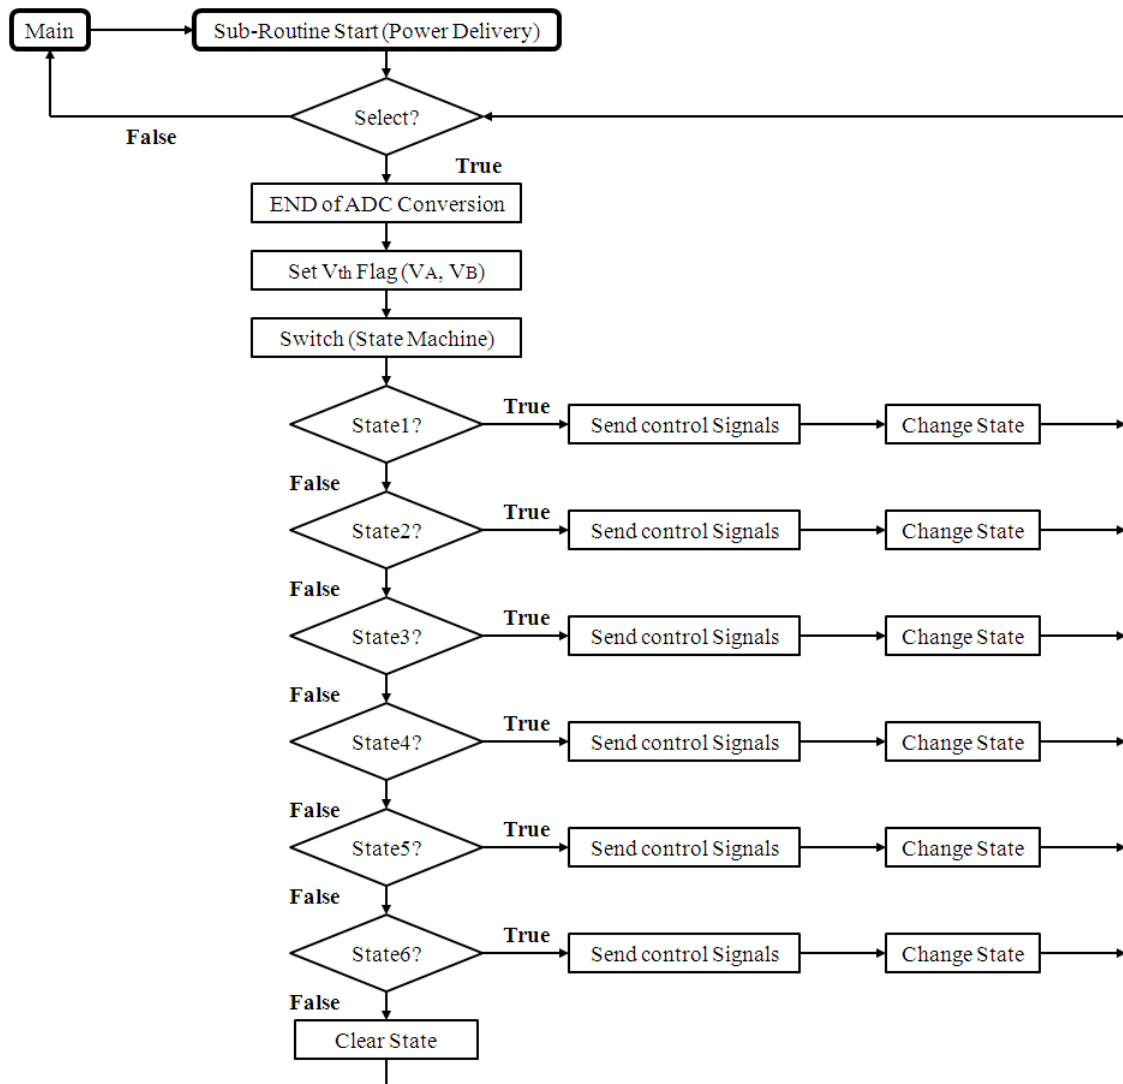 Main
Sub-Routine Start (Power Delivery)
Select?
False
True
END of ADC Conversion
Set Vth Flag (VA, VB)
Switch (State Machine)
State1?
True
Send control Signals
Change State
False
State2?
True
Send control Signals
Change State
False
State3?
True
Send control Signals
Change State
False
State4?
True
Send control Signals
Change State
False
State5?
True
Send control Signals
Change State
False
State6?
True
Send control Signals
Change State
False
Clear State